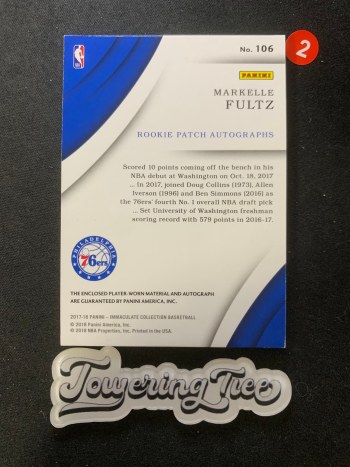 No. 106
2
PANINI
MARKELLE
FULTZ
ROOKIE PATCH AUTOGRAPHS
Scored 10 points coming off the bench in his
NBA debut at Washington on Oct. 18, 2017
... In 2017, joined Doug Collins (1973), Allen
Iverson (1996) and Ben Simmons (2016) as
the 76ers' fourth No. 1 overall NBA draft pick
... Set University of Washington freshman
scoring record with 579 points in 2016-17.
PHILADELPHIA
76ers
THE ENCLOSED PLAYER-WORN MATERIAL AND AUTOGRAPH
ARE GUARANTEED BY PANINI AMERICA, INC.
2017-18 PANINI – IMMACULATE COLLECTION BASKETBALL
© 2018 Panini America, Inc.
© 2018 NBA Properties, Inc. Printed in the USA.
Towering Tree